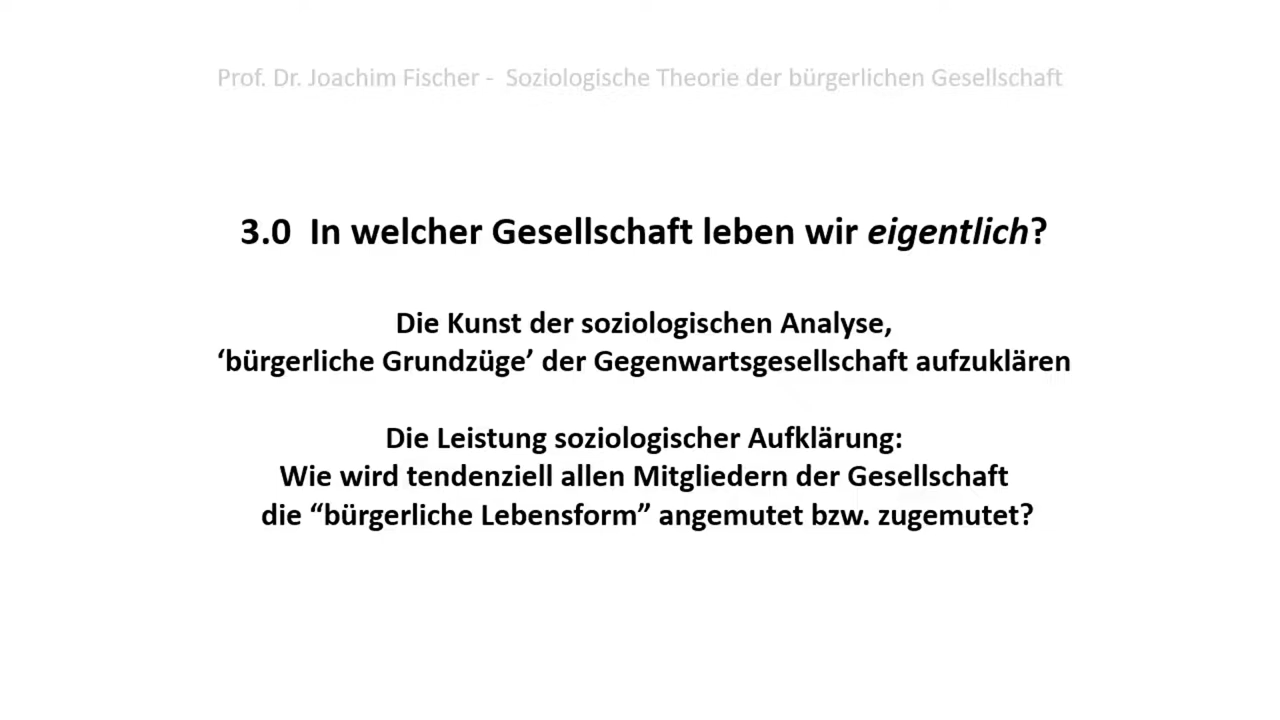 Prof. Dr. Joachim Fischer - Soziologische Theorie der bürgerlichen Gesellschaft
3.0 In welcher Gesellschaft leben wir eigentlich?
Die Kunst der soziologischen Analyse,
‘bürgerliche Grundzüge’ der Gegenwartsgesellschaft aufzuklären
Die Leistung soziologischer Aufklärung:
Wie wird tendenziell allen Mitgliedern der Gesellschaft
die “bürgerliche Lebensform” angemutet bzw. zugemutet?